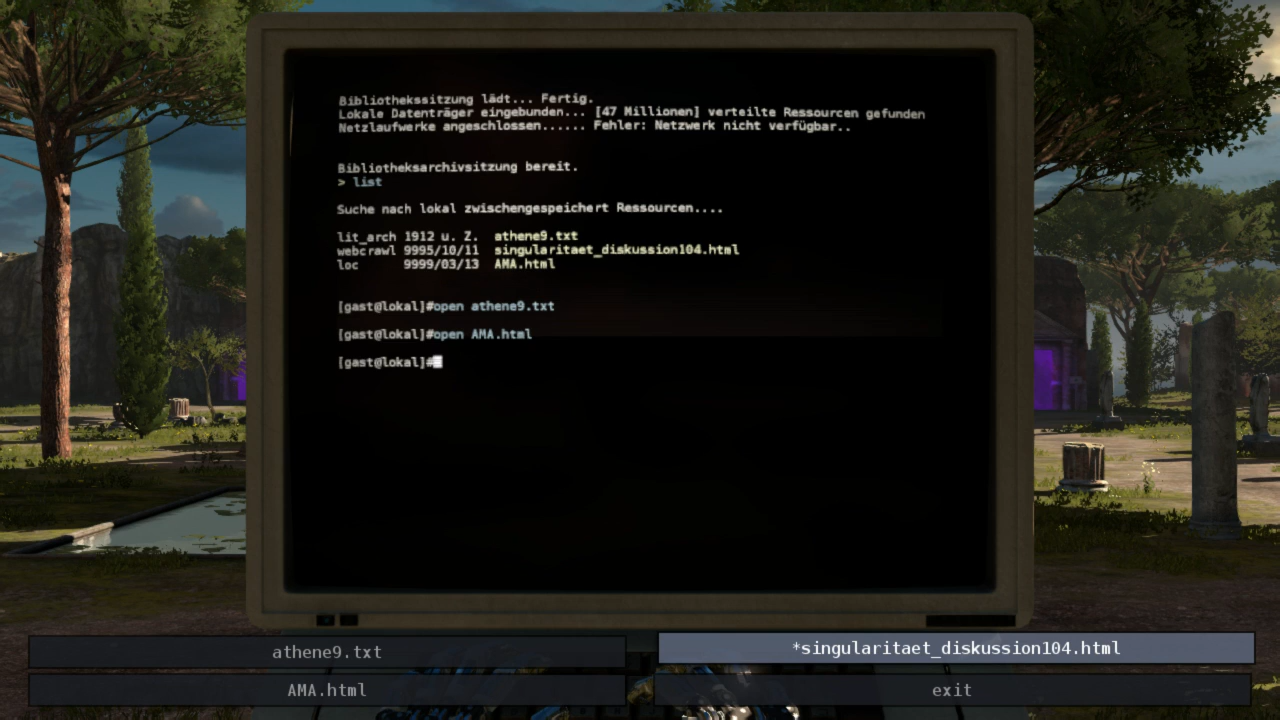 Bibliothekssitzung lädt... Fertig.
Lokale Datenträger eingebunden... [47 Millionen] verteilte Ressourcen gefunden
Netzlaufwerke angeschlossen...... Fehler: Netzwerk nicht verfügbar..
Bibliotheksarchivsitzung bereit.
> list
Suche nach lokal zwischengespeichert Ressourcen....
lit_arch 1912 u. Z. athene9.txt
webcrawl 9995/10/11 singularitaet_diskussion104.html
loc 9999/03/13 AMA.html
[gast@lokal]#open athene9.txt
[gast@lokal]#open AMA.html
[gast@lokal]#
athene9.txt
*singularitaet_diskussion104.html
AMA.html
exit